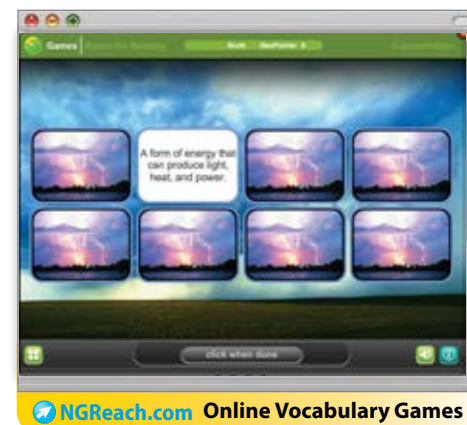 Games
A form of energy that
can produce light,
heat, and power.
click when done
NGReach.com Online Vocabulary Games